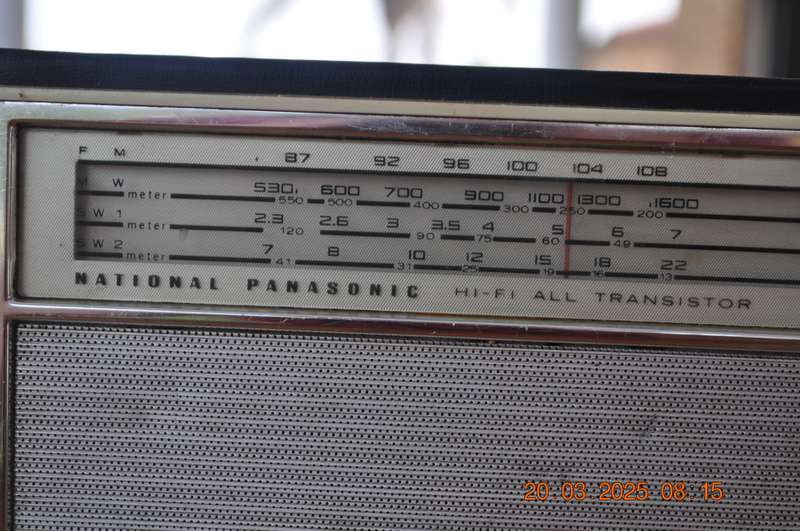 F M 87 92 96 100 104 108
M W 530 600 700 900 1100 1300 1600
meter 550 500 400 300 250 200
S W 1 2.3 2.6 3 3.5 4 5 6 7
meter 120 90 75 60 49
S W 2 7 8 10 12 15 18 22
meter 41 31 25 19 16 13
NATIONAL PANASONIC HI-FI ALL TRANSISTOR
20.03.2025 08:15